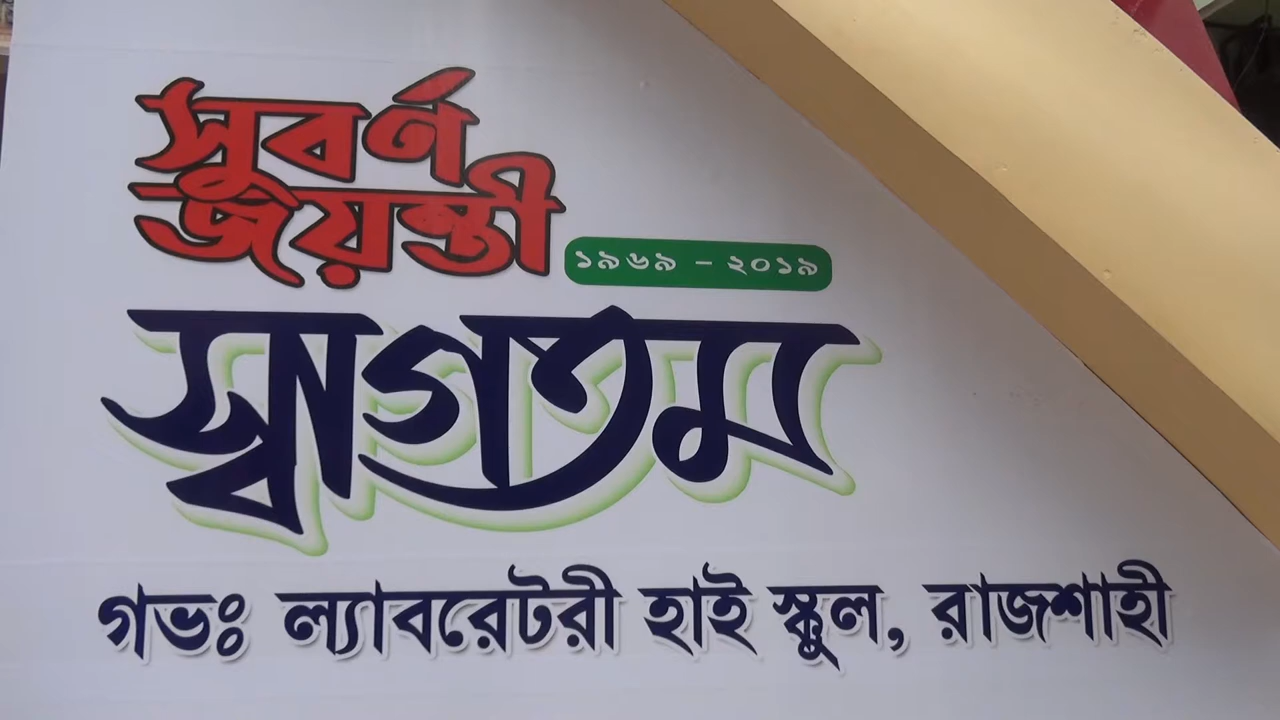 সুবর্ণ
জয়ন্তী
১৯৬৯ - ২০১৯
স্বাগতম
গভঃ ল্যাবরেটরী হাই স্কুল, রাজশাহী